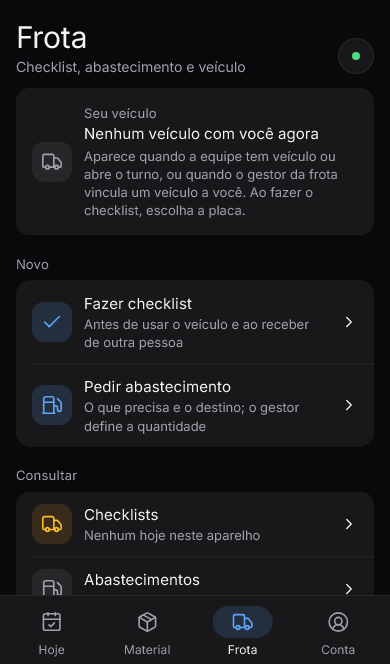 Frota
Checklist, abastecimento e veículo
Seu veículo
Nenhum veículo com você agora
Aparece quando a equipe tem veículo ou
abre o turno, ou quando o gestor da frota
vincula um veículo a você. Ao fazer o
checklist, escolha a placa.
Novo
Fazer checklist
Antes de usar o veículo e ao receber
de outra pessoa
Pedir abastecimento
O que precisa e o destino; o gestor
define a quantidade
Consultar
Checklists
Nenhum hoje neste aparelho
Abastecimentos
Hoje
Material
Frota
Conta